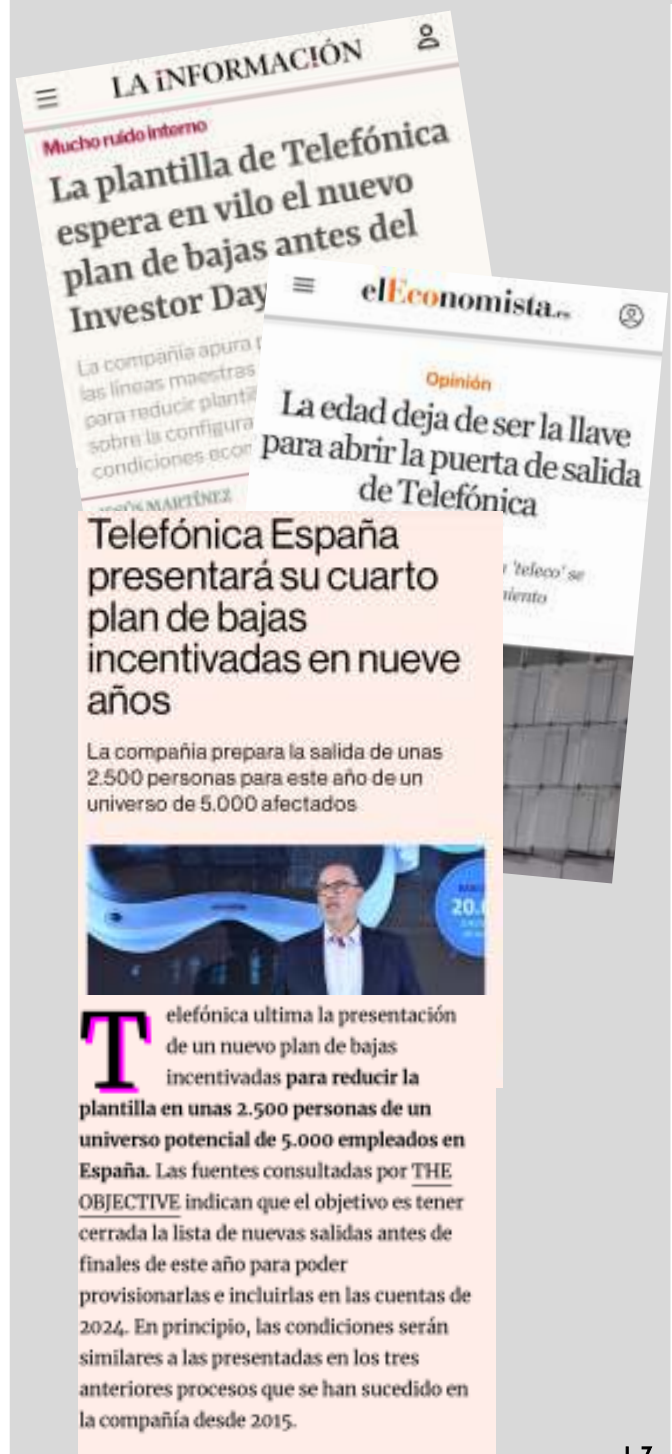 LA iNFORMAC!ÓN
Mucho ruido interno
La plantilla de Telefónica
espera en vilo el nuevo
plan de bajas antes del
Investor Day
La compañía apura
las líneas maestras
para reducir
sobre la
condiciones
MARTÍNEZ
elEconomista.es
Opinión
La edad deja de ser la llave
para abrir la puerta de salida
de Telefónica
'teleco' se
Telefónica España
presentará su cuarto
plan de bajas
incentivadas en nueve
años
La compañia prepara la salida de unas
2.500 personas para este año de un
universo de 5.000 afectados
Telefónica ultima la presentación
de un nuevo plan de bajas
incentivadas para reducir la
plantilla en unas 2.500 personas de un
universo potencial de 5.000 empleados en
España. Las fuentes consultadas por THE
OBJECTIVE indican que el objetivo es tener
cerrada la lista de nuevas salidas antes de
finales de este año para poder
provisionarlas e incluirlas en las cuentas de
2024. En principio, las condiciones serán
similares a las presentadas en los tres
anteriores procesos que se han sucedido en
la compañía desde 2015.